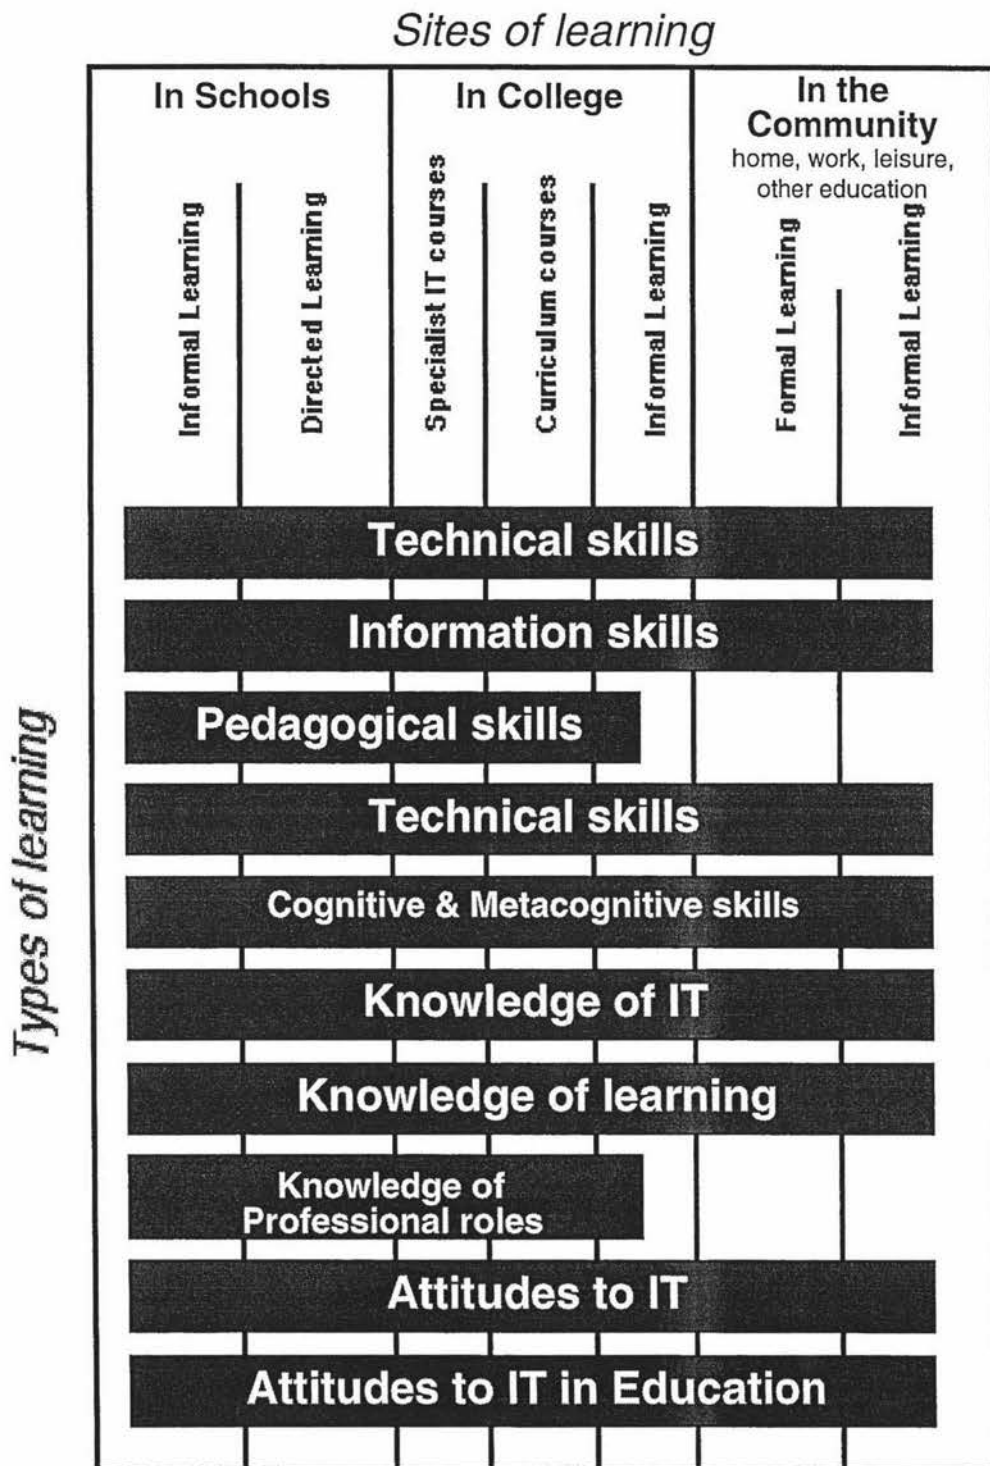 Sites of learning
In Schools
In College
In the
Community
home, work, leisure,
other education
Informal Learning
Directed Learning
Specialist IT courses
Curriculum courses
Informal Learning
Formal Learning
Informal Learning
Types of learning
Technical skills
Information skills
Pedagogical skills
Technical skills
Cognitive & Metacognitive skills
Knowledge of IT
Knowledge of learning
Knowledge of
Professional roles
Attitudes to IT
Attitudes to IT in Education